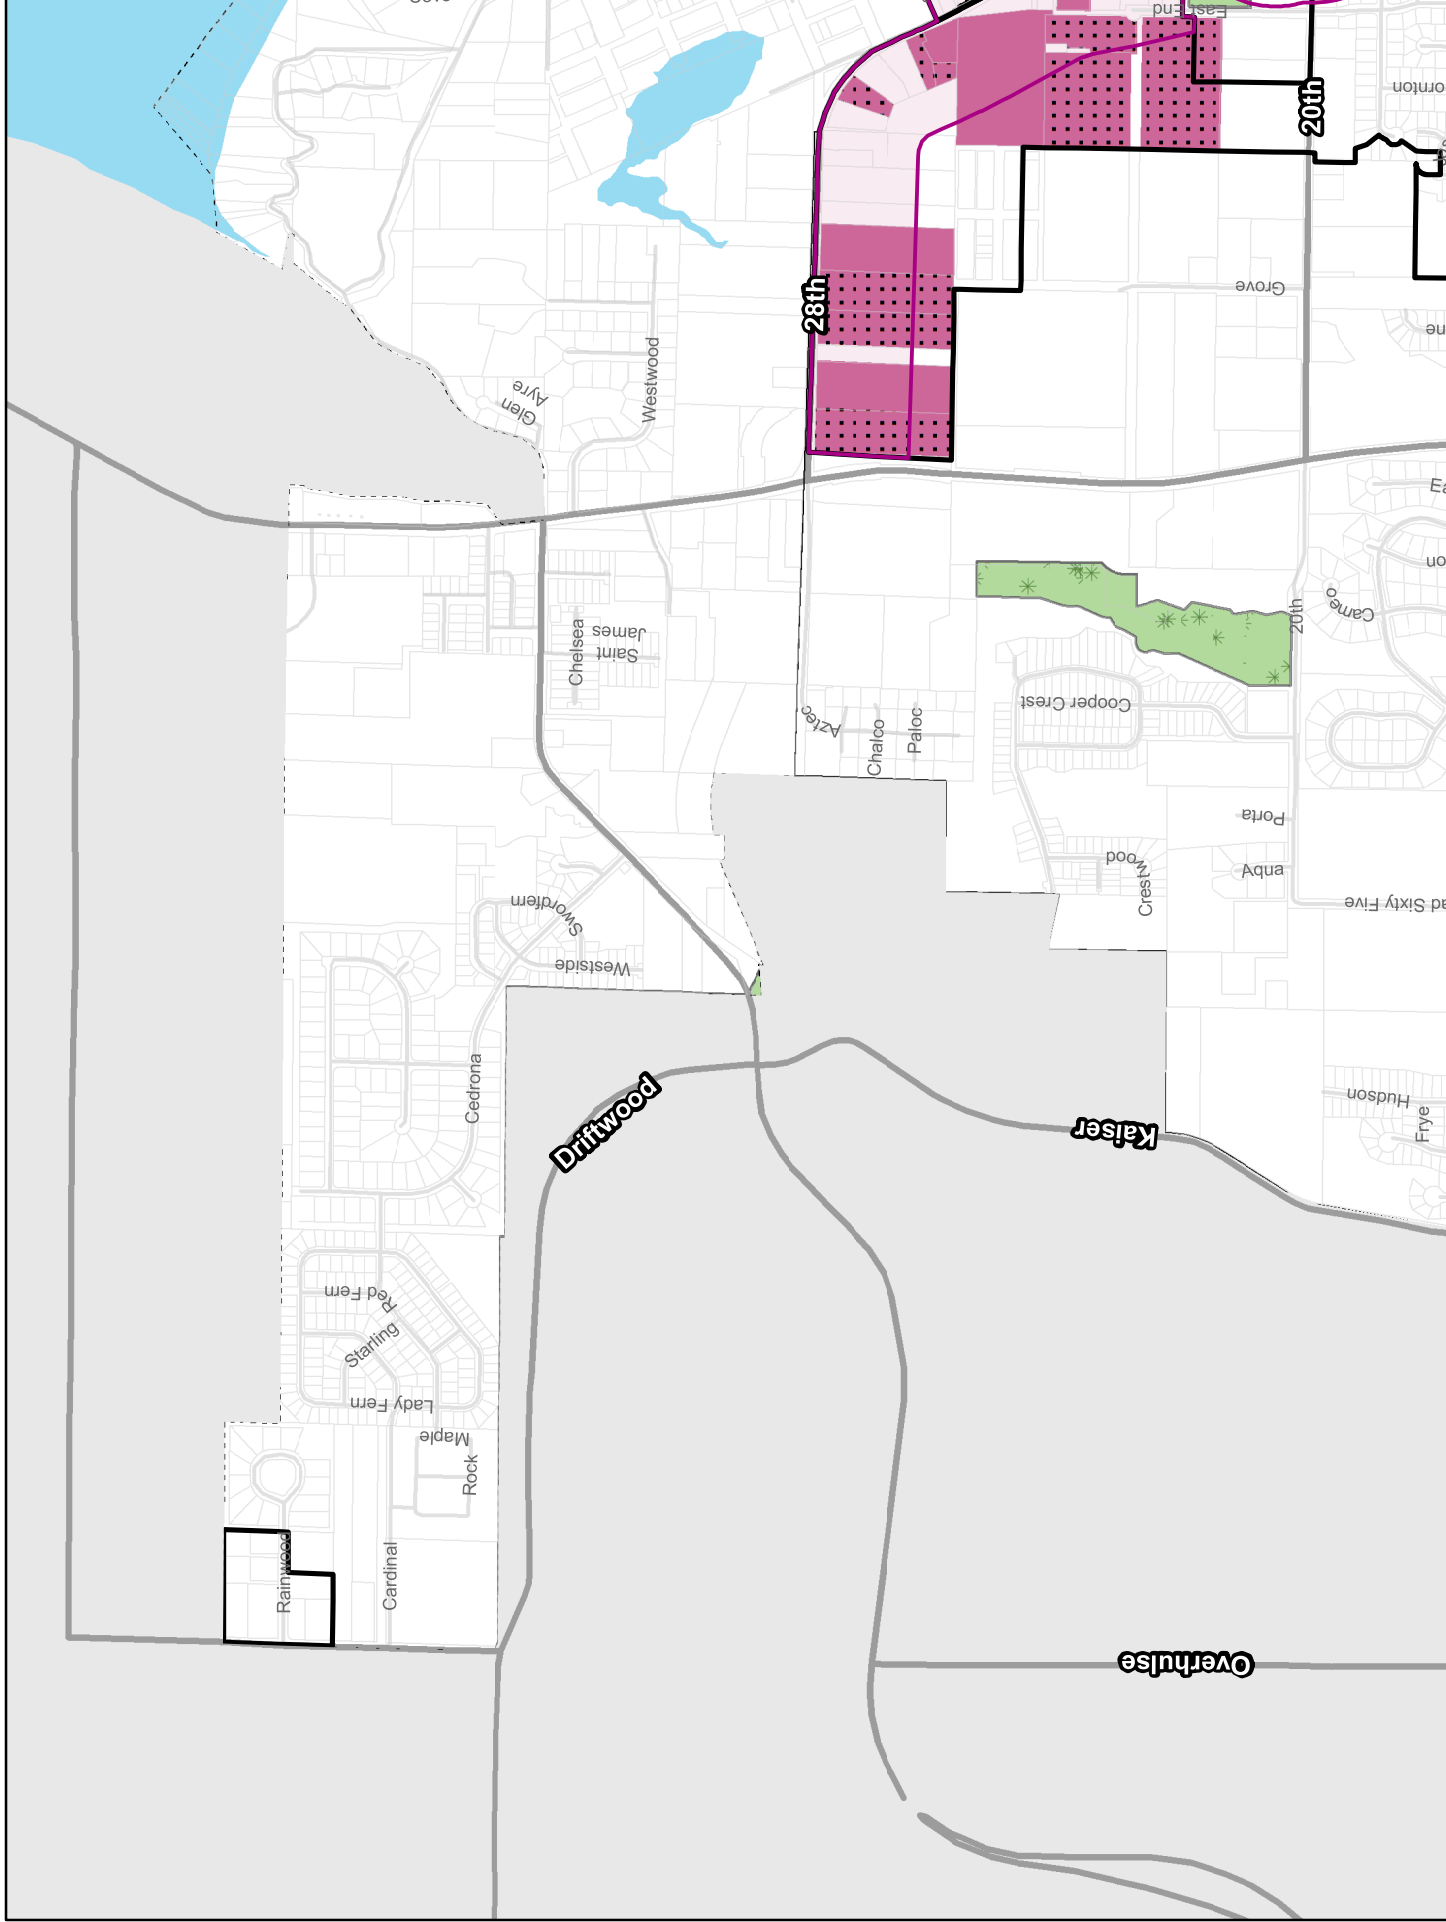 East End
20th
28th
Grove
Westwood
Glen
Ayre
20th
Cameo
Chelsea
Saint
James
Cooper Crest
Aztec
Chalco
Paloc
Porta
Aqua
Crestwood
Sixty Five
Swordfern
Westside
Cedrona
Driftwood
Kaiser
Hudson
Frye
Red Fern
Starling
Lady Fern
Maple
Rock
Rainwood
Cardinal
Overhulse